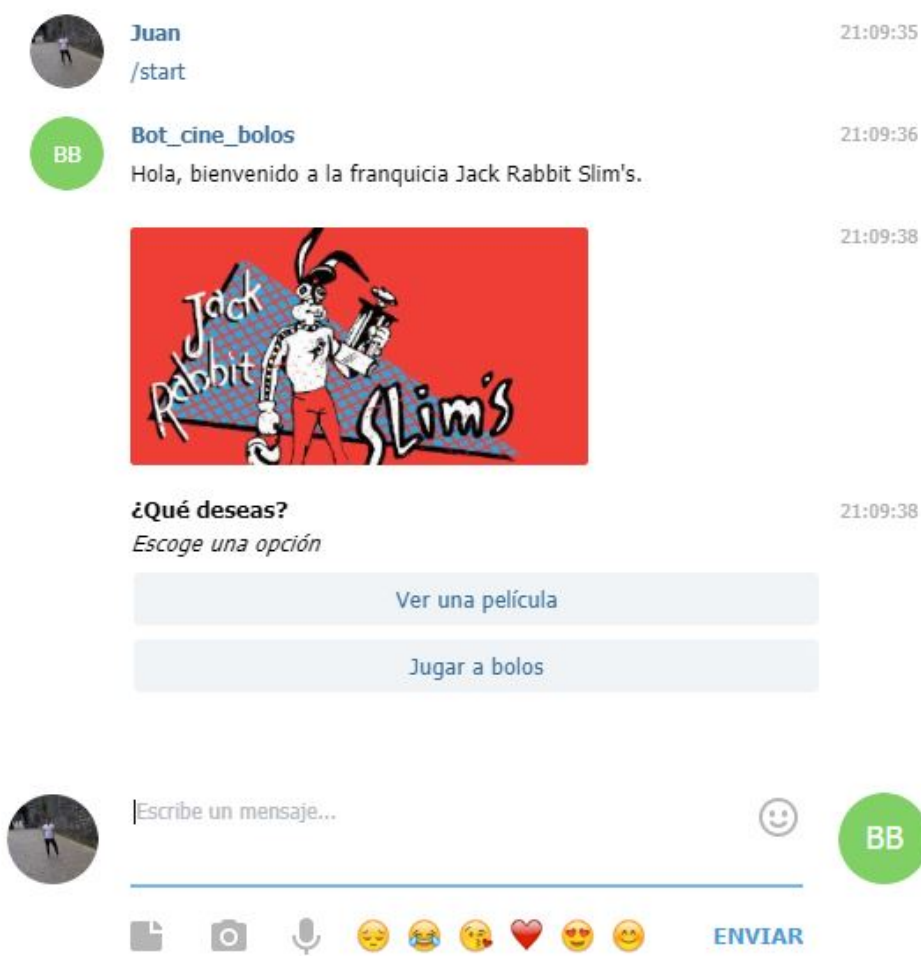 Juan 21:09:35
/start
BB Bot_cine_bolos 21:09:36
Hola, bienvenido a la franquicia Jack Rabbit Slim's.
21:09:38
Jack
Rabbit
Slim's
¿Qué deseas? 21:09:38
Escoge una opción
Ver una película
Jugar a bolos
Escribe un mensaje...
BB
ENVIAR